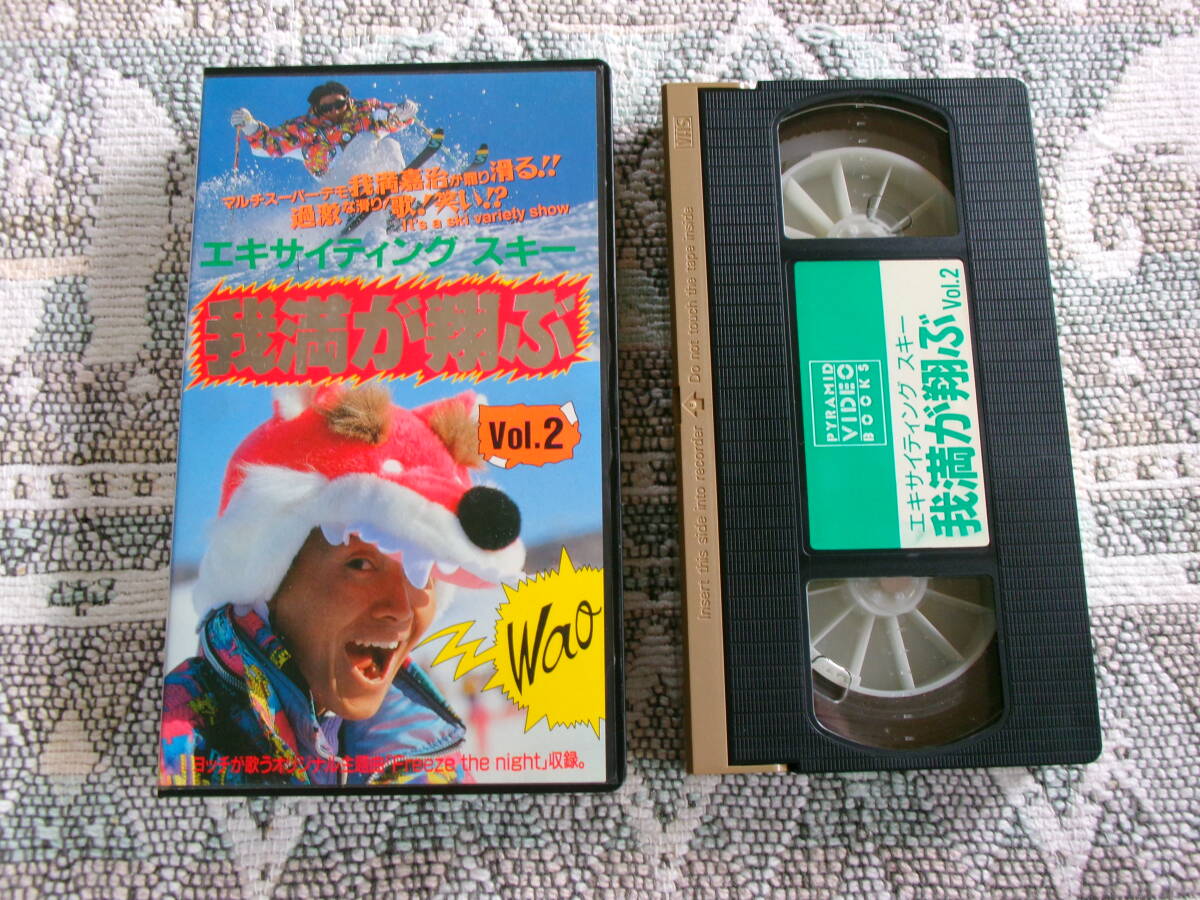 マルチスーパーデモ我満嘉治が踊り滑る!!
過敵な滑り!歌!笑い!?
It's a ski variety show
エキサイティング スキー
我満が翔ぶ
Vol.2
Wao
ヨッチが歌うオリジナル主題曲「Freeze the night」収録。
VHS
Insert this side into recorder Do not touch the tape inside
PYRAMID
VIDEO
BOOKS
エキサイティング スキー
我満が翔ぶ Vol.2